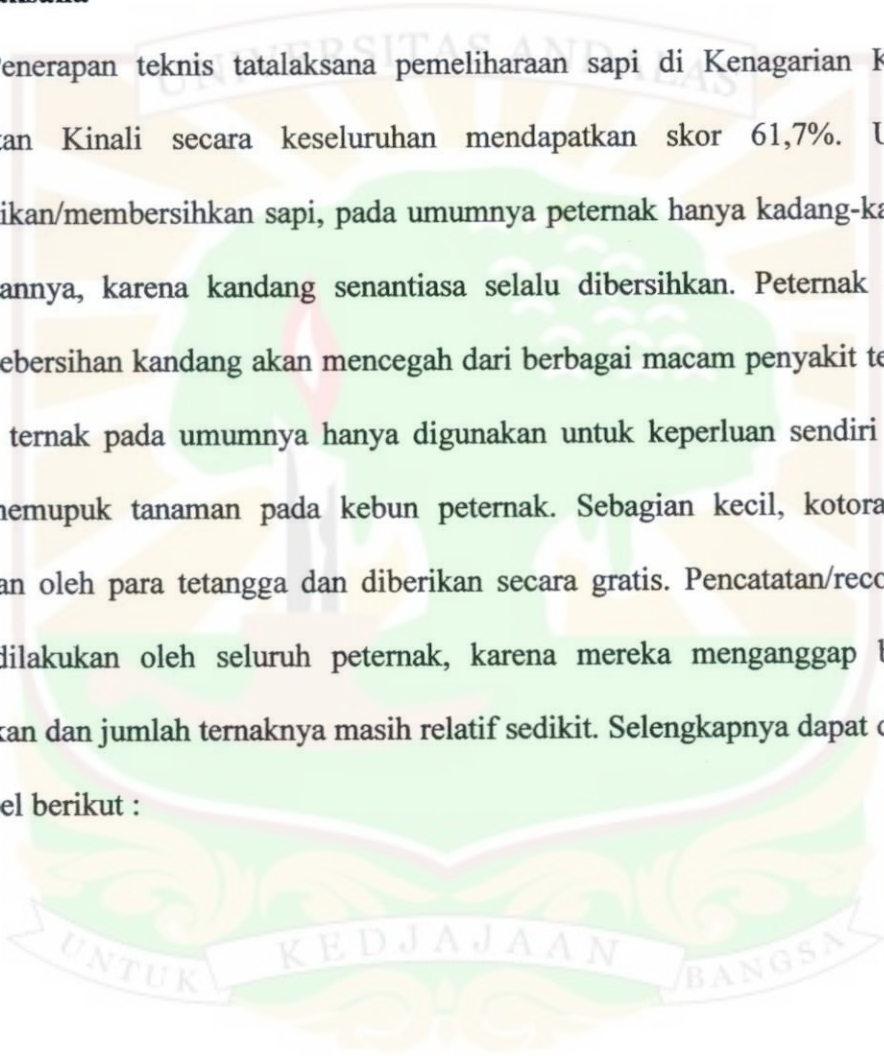 enerapan teknis tatalaksana pemeliharaan sapi di Kenagarian K
UNIVERSITAS ANDALAS
an Kinali secara keseluruhan mendapatkan skor 61,7%. U
ikan/membersihkan sapi, pada umumnya peternak hanya kadang-ka
annya, karena kandang senantiasa selalu dibersihkan. Peternak
ebersihan kandang akan mencegah dari berbagai macam penyakit te
ternak pada umumnya hanya digunakan untuk keperluan sendiri
nemupuk tanaman pada kebun peternak. Sebagian kecil, kotora
an oleh para tetangga dan diberikan secara gratis. Pencatatan/reco
dilakukan oleh seluruh peternak, karena mereka menganggap b
kan dan jumlah ternaknya masih relatif sedikit. Selengkapnya dapat d
el berikut :
UNTUK KEDJAJAAN BANGSA